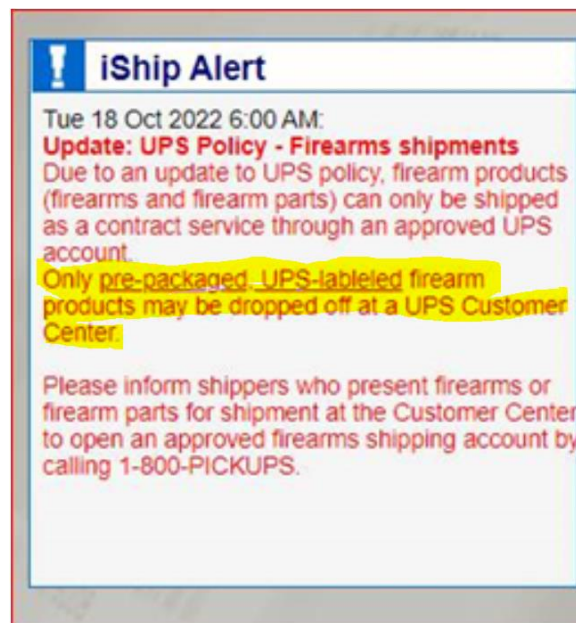 iShip Alert
Tue 18 Oct 2022 6:00 AM:
Update: UPS Policy - Firearms shipments
Due to an update to UPS policy, firearm products
(firearms and firearm parts) can only be shipped
as a contract service through an approved UPS
account.
Only pre-packaged, UPS-lableled firearm
products may be dropped off at a UPS Customer
Center.
Please inform shippers who present firearms or
firearm parts for shipment at the Customer Center
to open an approved firearms shipping account by
calling 1-800-PICKUPS.